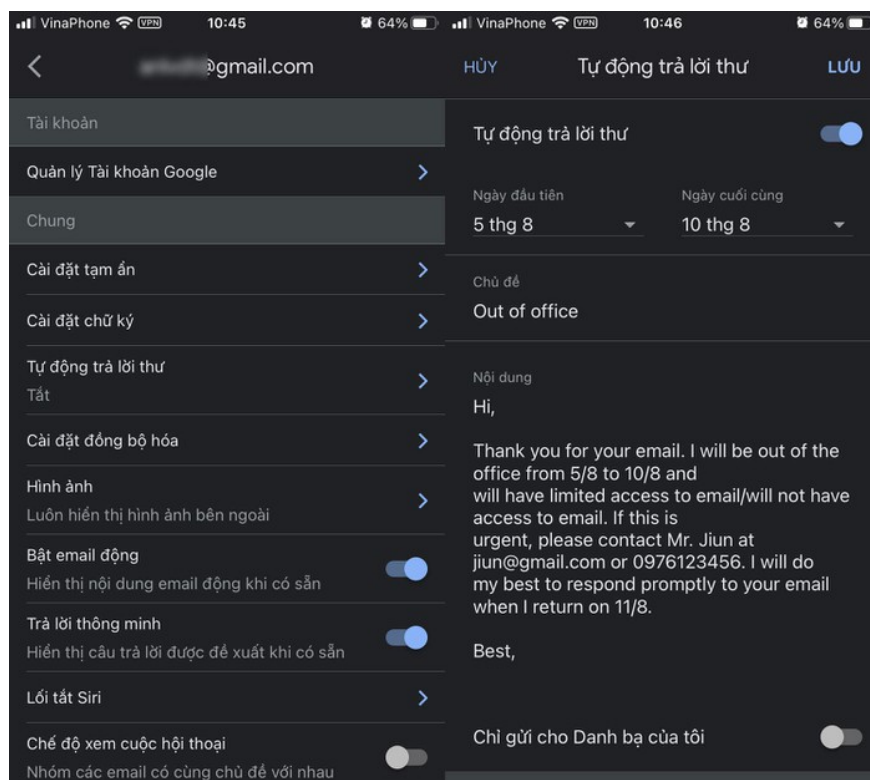 VinaPhone VPN 10:45 64%
@gmail.com
Tài khoản
Quản lý Tài khoản Google
Chung
Cài đặt tạm ẩn
Cài đặt chữ ký
Tự động trả lời thư
Tắt
Cài đặt đồng bộ hóa
Hình ảnh
Luôn hiển thị hình ảnh bên ngoài
Bật email động
Hiển thị nội dung email động khi có sẵn
Trả lời thông minh
Hiển thị câu trả lời được đề xuất khi có sẵn
Lối tắt Siri
Chế độ xem cuộc hội thoại
Nhóm các email có cùng chủ đề với nhau
VinaPhone VPN 10:46 64%
HỦY Tự động trả lời thư LƯU
Tự động trả lời thư
Ngày đầu tiên Ngày cuối cùng
5 thg 8 10 thg 8
Chủ đề
Out of office
Nội dung
Hi,
Thank you for your email. I will be out of the
office from 5/8 to 10/8 and
will have limited access to email/will not have
access to email. If this is
urgent, please contact Mr. Jiun at
jiun@gmail.com or 0976123456. I will do
my best to respond promptly to your email
when I return on 11/8.
Best,
Chỉ gửi cho Danh bạ của tôi